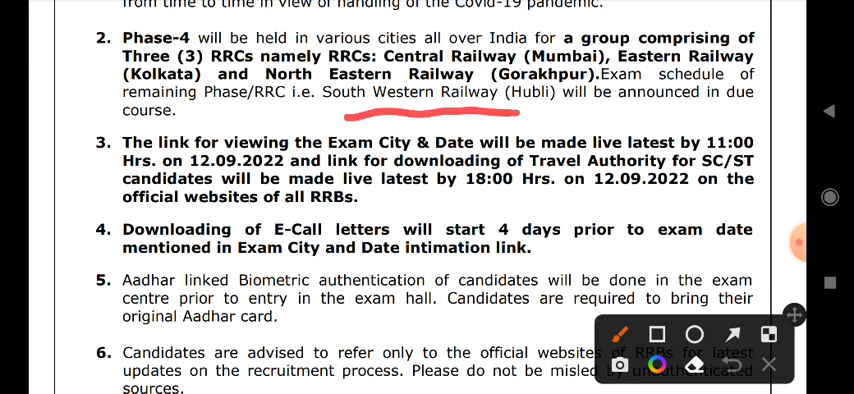 from time to time in view of handling of the Covid-19 pandemic.
2. Phase-4 will be held in various cities all over India for a group comprising of
Three (3) RRCs namely RRCs: Central Railway (Mumbai), Eastern Railway
(Kolkata) and North Eastern Railway (Gorakhpur).Exam schedule of
remaining Phase/RRC i.e. South Western Railway (Hubli) will be announced in due
course.
3. The link for viewing the Exam City & Date will be made live latest by 11:00
Hrs. on 12.09.2022 and link for downloading of Travel Authority for SC/ST
candidates will be made live latest by 18:00 Hrs. on 12.09.2022 on the
official websites of all RRBs.
4. Downloading of E-Call letters will start 4 days prior to exam date
mentioned in Exam City and Date intimation link.
5. Aadhar linked Biometric authentication of candidates will be done in the exam
centre prior to entry in the exam hall. Candidates are required to bring their
original Aadhar card.
6. Candidates are advised to refer only to the official websites of RRBs for latest
updates on the recruitment process. Please do not be misled by unauthenticated
sources.